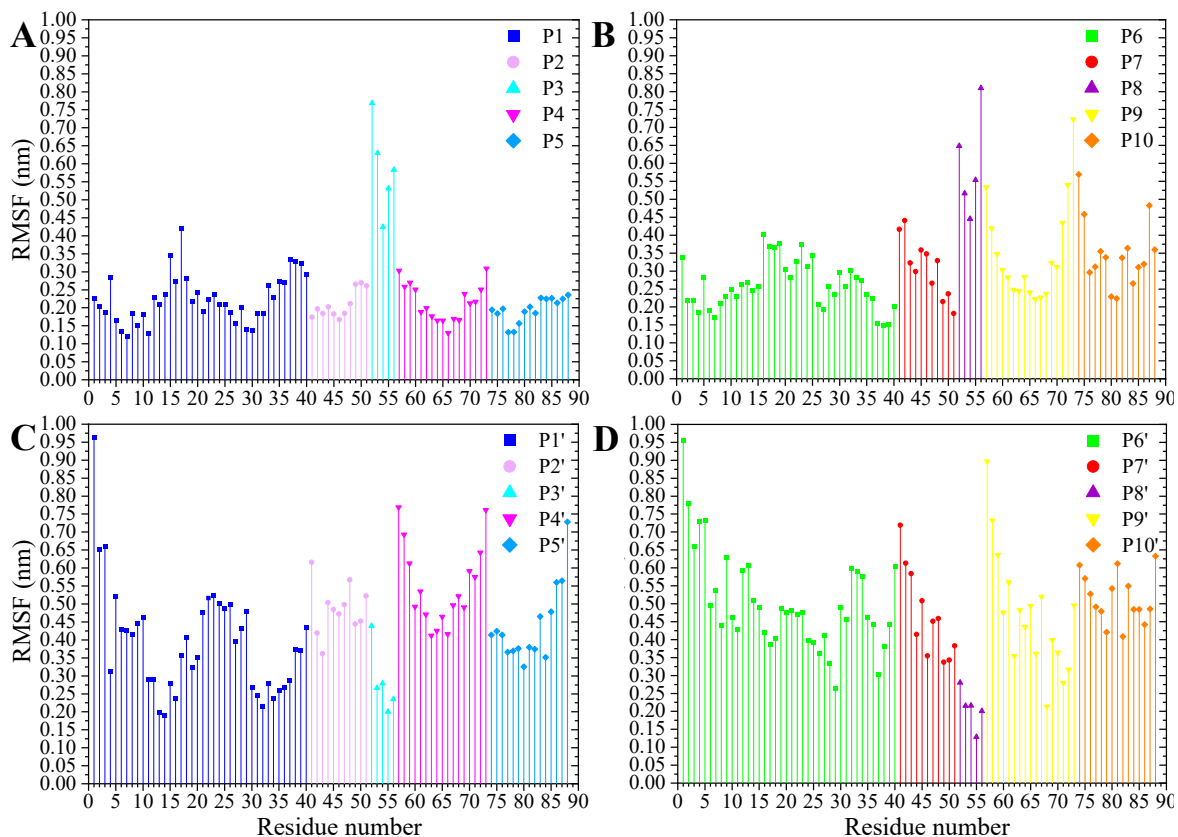 A
B
RMSF (nm)
1.00
0.95
0.90
0.85
0.80
0.75
0.70
0.65
0.60
0.55
0.50
0.45
0.40
0.35
0.30
0.25
0.20
0.15
0.10
0.05
0.00
P1
P2
P3
P4
P5
0 5 10 15 20 25 30 35 40 45 50 55 60 65 70 75 80 85 90
1.00
0.95
0.90
0.85
0.80
0.75
0.70
0.65
0.60
0.55
0.50
0.45
0.40
0.35
0.30
0.25
0.20
0.15
0.10
0.05
0.00
P6
P7
P8
P9
P10
0 5 10 15 20 25 30 35 40 45 50 55 60 65 70 75 80 85 90
C
D
RMSF (nm)
1.00
0.95
0.90
0.85
0.80
0.75
0.70
0.65
0.60
0.55
0.50
0.45
0.40
0.35
0.30
0.25
0.20
0.15
0.10
0.05
0.00
P1'
P2'
P3'
P4'
P5'
0 5 10 15 20 25 30 35 40 45 50 55 60 65 70 75 80 85 90
Residue number
1.00
0.95
0.90
0.85
0.80
0.75
0.70
0.65
0.60
0.55
0.50
0.45
0.40
0.35
0.30
0.25
0.20
0.15
0.10
0.05
0.00
P6'
P7'
P8'
P9'
P10'
0 5 10 15 20 25 30 35 40 45 50 55 60 65 70 75 80 85 90
Residue number